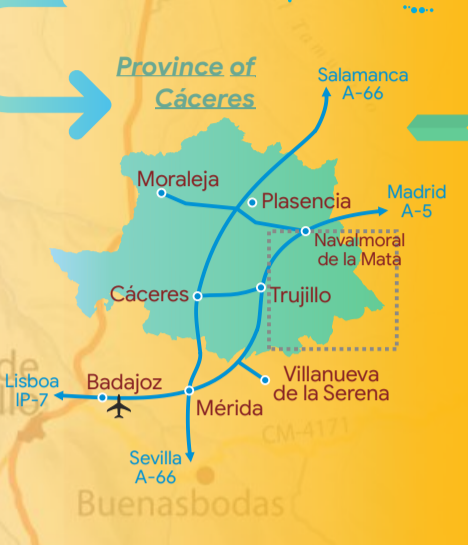 Province of
Cáceres
Salamanca
A-66
Moraleja
Plasencia
Madrid
A-5
Navalmoral
de la Mata
Cáceres
Trujillo
Lisboa
IP-7
Badajoz
Villanueva
de la Serena
Mérida
CM-4171
Sevilla
A-66
Buenasbodas